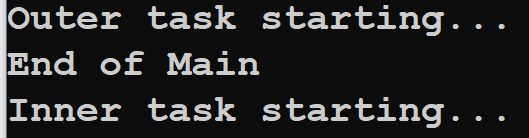 Outer task starting...
End of Main
Inner task starting...